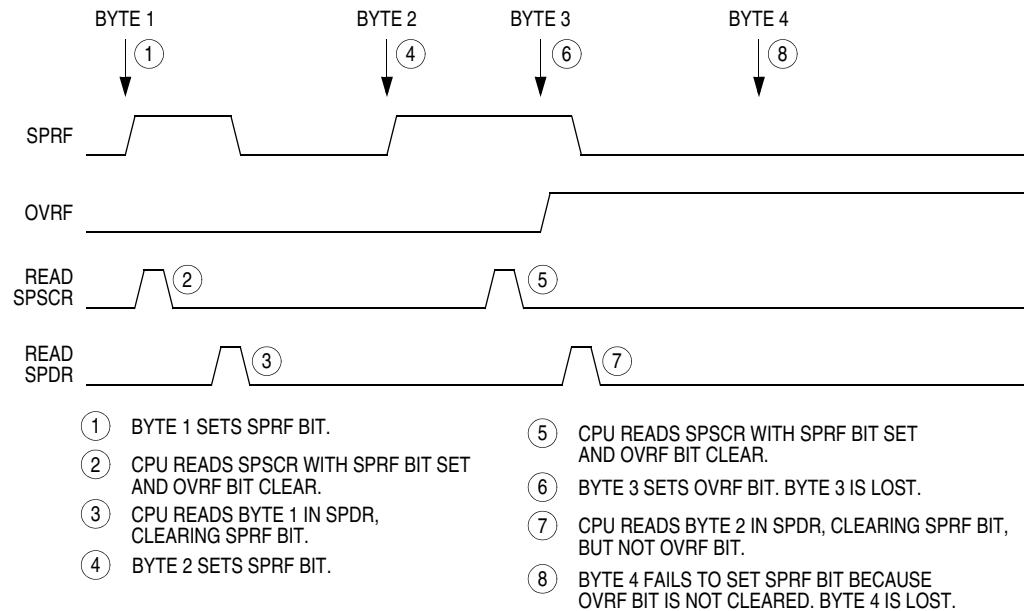 BYTE 1 BYTE 2 BYTE 3 BYTE 4
1 4 6 8
SPRF
OVRF
READ
SPSCR
2 5
READ
SPDR
3 7
1 BYTE 1 SETS SPRF BIT.
2 CPU READS SPSCR WITH SPRF BIT SET
AND OVRF BIT CLEAR.
3 CPU READS BYTE 1 IN SPDR,
CLEARING SPRF BIT.
4 BYTE 2 SETS SPRF BIT.
5 CPU READS SPSCR WITH SPRF BIT SET
AND OVRF BIT CLEAR.
6 BYTE 3 SETS OVRF BIT. BYTE 3 IS LOST.
7 CPU READS BYTE 2 IN SPDR, CLEARING SPRF BIT,
BUT NOT OVRF BIT.
8 BYTE 4 FAILS TO SET SPRF BIT BECAUSE
OVRF BIT IS NOT CLEARED. BYTE 4 IS LOST.